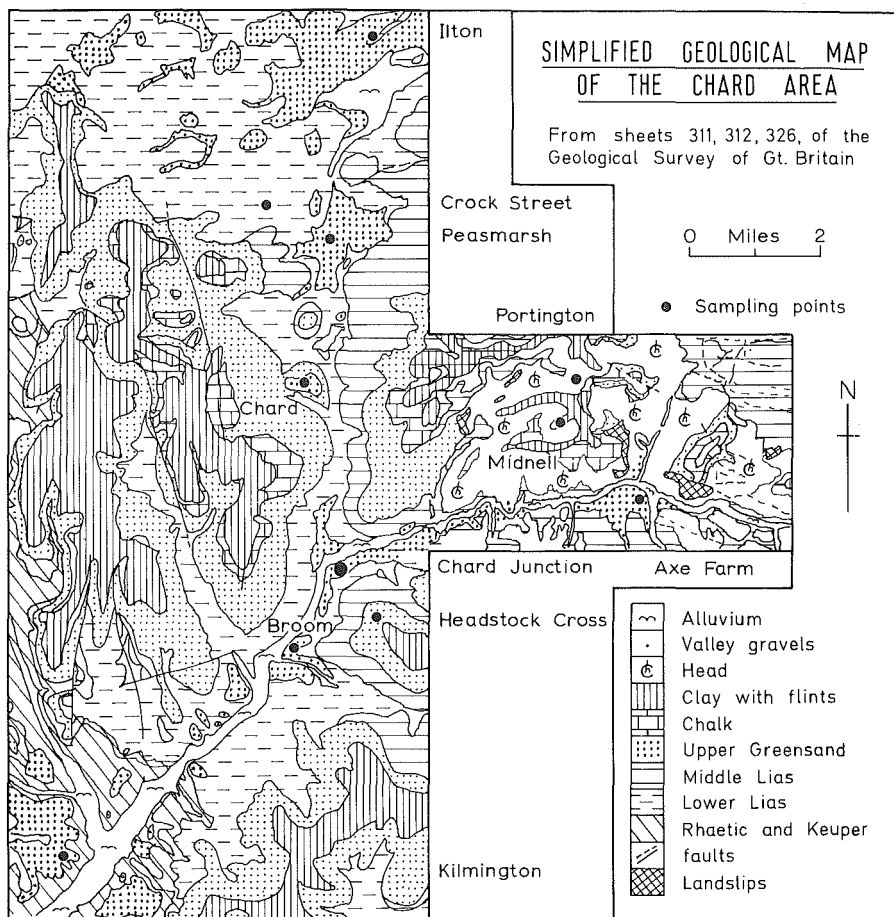 Ilton
SIMPLIFIED GEOLOGICAL MAP
OF THE CHARD AREA
From sheets 311, 312, 326, of the
Geological Survey of Gt. Britain
Crock Street
Peasmarsh
0 Miles 2
Portington
Sampling points
N
Chard
Midnell
Chard Junction
Axe Farm
Broom
Headstock Cross
Alluvium
Valley gravels
Head
Clay with flints
Chalk
Upper Greensand
Middle Lias
Lower Lias
Rhaetic and Keuper
faults
Landslips
Kilmington